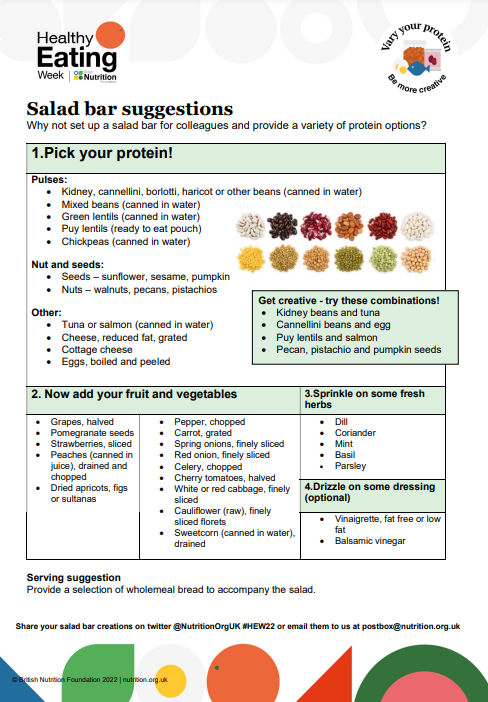 Healthy
Eating
Week
British
Nutrition
Foundation
Vary your protein
Be more creative
Salad bar suggestions
Why not set up a salad bar for colleagues and provide a variety of protein options?
1.Pick your protein!
Pulses:
• Kidney, cannellini, borlotti, haricot or other beans (canned in water)
• Mixed beans (canned in water)
• Green lentils (canned in water)
• Puy lentils (ready to eat pouch)
• Chickpeas (canned in water)
Nut and seeds:
• Seeds – sunflower, sesame, pumpkin
• Nuts – walnuts, pecans, pistachios
Other:
• Tuna or salmon (canned in water)
• Cheese, reduced fat, grated
• Cottage cheese
• Eggs, boiled and peeled
Get creative - try these combinations!
• Kidney beans and tuna
• Cannellini beans and egg
• Puy lentils and salmon
• Pecan, pistachio and pumpkin seeds
2. Now add your fruit and vegetables
• Grapes, halved
• Pomegranate seeds
• Strawberries, sliced
• Peaches (canned in
juice), drained and
chopped
• Dried apricots, figs
or sultanas
• Pepper, chopped
• Carrot, grated
• Spring onions, finely sliced
• Red onion, finely sliced
• Celery, chopped
• Cherry tomatoes, halved
• White or red cabbage, finely
sliced
• Cauliflower (raw), finely
sliced florets
• Sweetcorn (canned in water),
drained
3.Sprinkle on some fresh
herbs
• Dill
• Coriander
• Mint
• Basil
• Parsley
4.Drizzle on some dressing
(optional)
• Vinaigrette, fat free or low
fat
• Balsamic vinegar
Serving suggestion
Provide a selection of wholemeal bread to accompany the salad.
Share your salad bar creations on twitter @NutritionOrgUK #HEW22 or email them to us at postbox@nutrition.org.uk
© British Nutrition Foundation 2022 | nutrition.org.uk